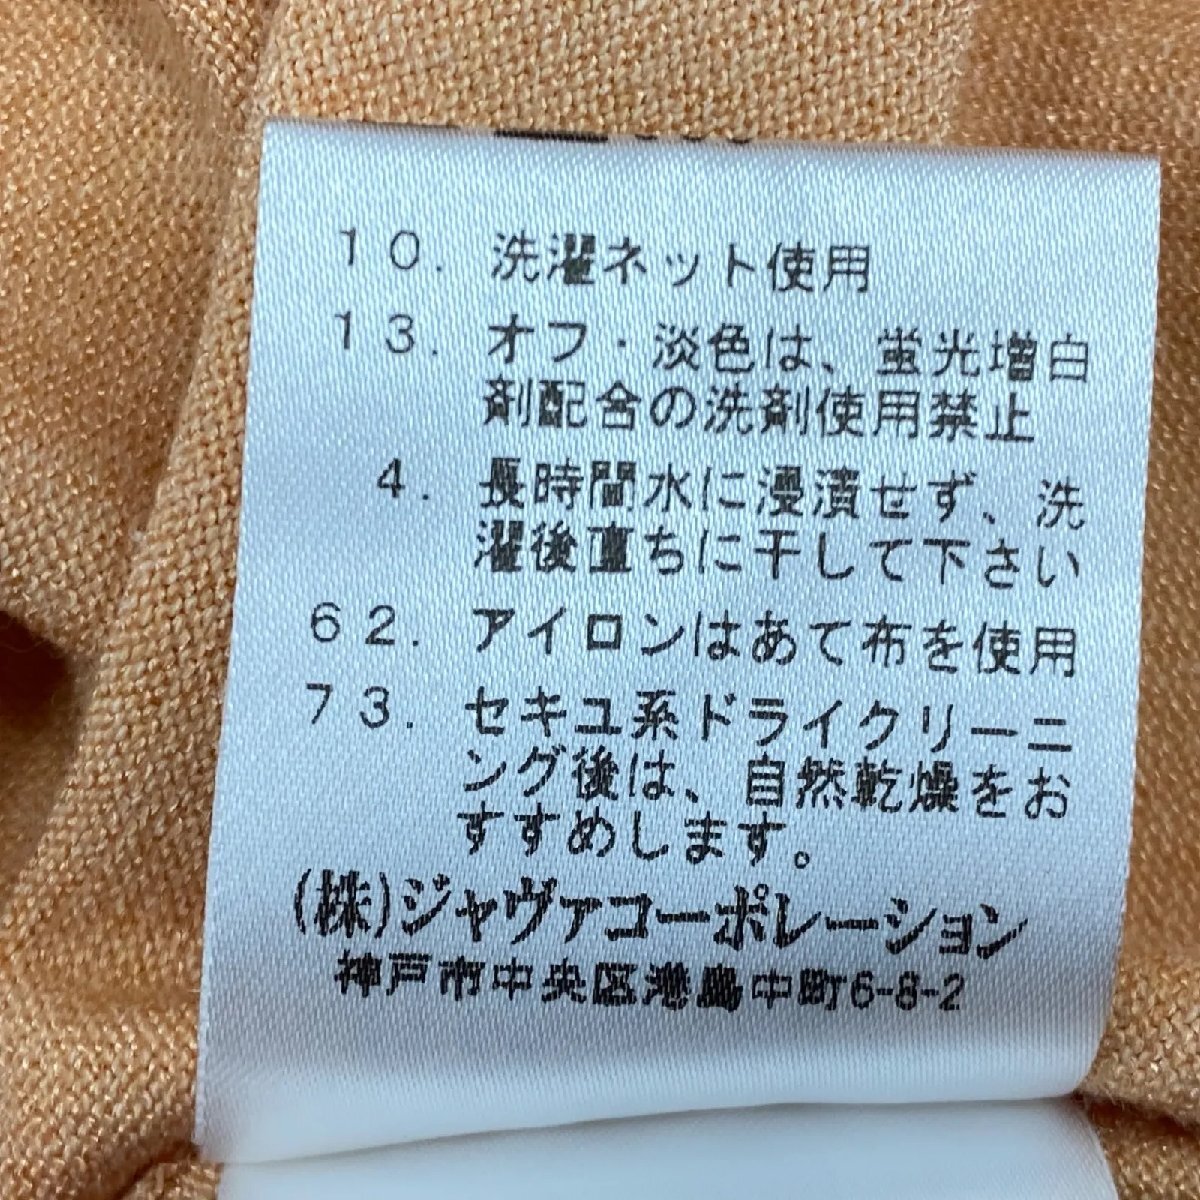 10. 洗濯ネット使用
13. オフ・淡色は、蛍光増白
剤配合の洗剤使用禁止
4. 長時間水に浸漬せず、洗
濯後直ちに干して下さい
62. アイロンはあて布を使用
73. セキユ系ドライクリーニ
ング後は、自然乾燥をお
すすめします。
(株)ジャヴァコーポレーション
神戸市中央区港島中町6-8-2